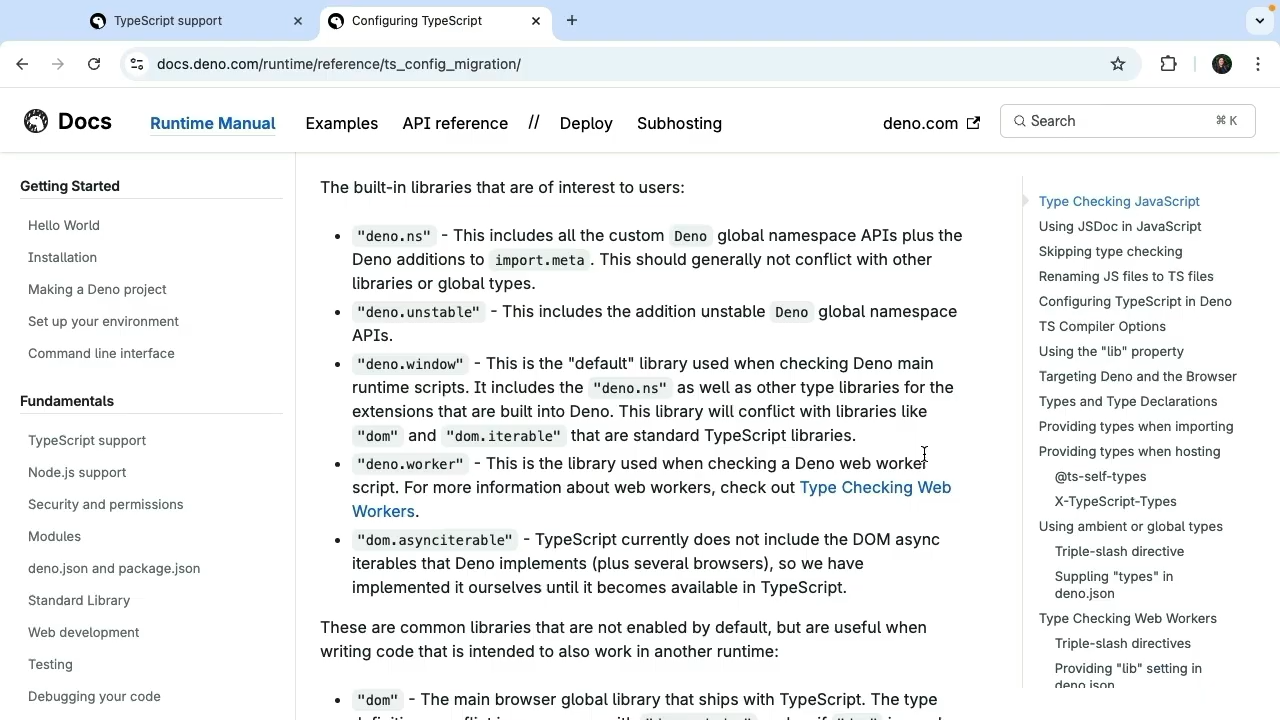 TypeScript support
Configuring TypeScript
docs.deno.com/runtime/reference/ts_config_migration/
Docs
Runtime Manual
Examples
API reference
//
Deploy
Subhosting
deno.com
Search
⌘ K
Getting Started
Hello World
Installation
Making a Deno project
Set up your environment
Command line interface
Fundamentals
TypeScript support
Node.js support
Security and permissions
Modules
deno.json and package.json
Standard Library
Web development
Testing
Debugging your code
The built-in libraries that are of interest to users:
• "deno.ns" - This includes all the custom Deno global namespace APIs plus the
Deno additions to import.meta. This should generally not conflict with other
libraries or global types.
• "deno.unstable" - This includes the addition unstable Deno global namespace
APIs.
• "deno.window" - This is the "default" library used when checking Deno main
runtime scripts. It includes the "deno.ns" as well as other type libraries for the
extensions that are built into Deno. This library will conflict with libraries like
"dom" and "dom.iterable" that are standard TypeScript libraries.
• "deno.worker" - This is the library used when checking a Deno web worker
script. For more information about web workers, check out Type Checking Web
Workers.
• "dom.asynciterable" - TypeScript currently does not include the DOM async
iterables that Deno implements (plus several browsers), so we have
implemented it ourselves until it becomes available in TypeScript.
These are common libraries that are not enabled by default, but are useful when
writing code that is intended to also work in another runtime:
• "dom" - The main browser global library that ships with TypeScript. The type
Type Checking JavaScript
Using JSDoc in JavaScript
Skipping type checking
Renaming JS files to TS files
Configuring TypeScript in Deno
TS Compiler Options
Using the "lib" property
Targeting Deno and the Browser
Types and Type Declarations
Providing types when importing
Providing types when hosting
@ts-self-types
X-TypeScript-Types
Using ambient or global types
Triple-slash directive
Suppling "types" in
deno.json
Type Checking Web Workers
Triple-slash directives
Providing "lib" setting in
deno.json